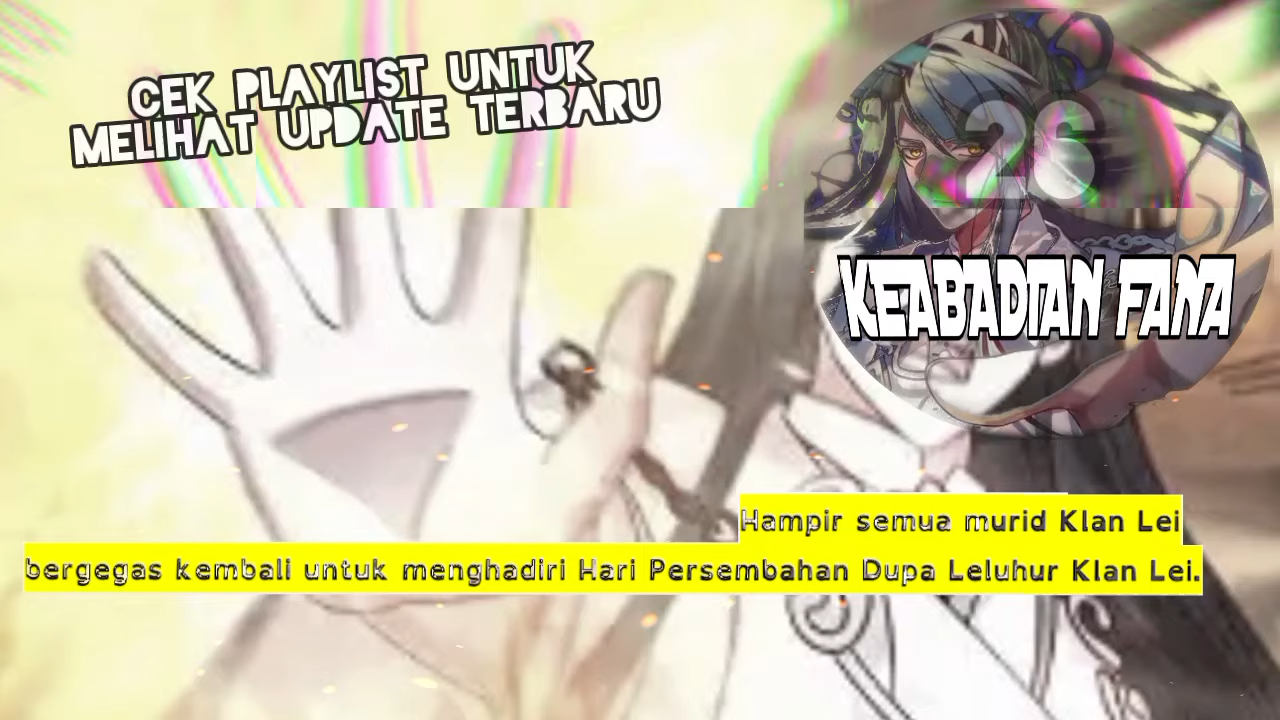 CEK PLAYLIST UNTUK
MELIHAT UPDATE TERBARU
26
KEABADIAN FANA
Hampir semua murid Klan Lei
bergegas kembali untuk menghadiri Hari Persembahan Dupa Leluhur Klan Lei.